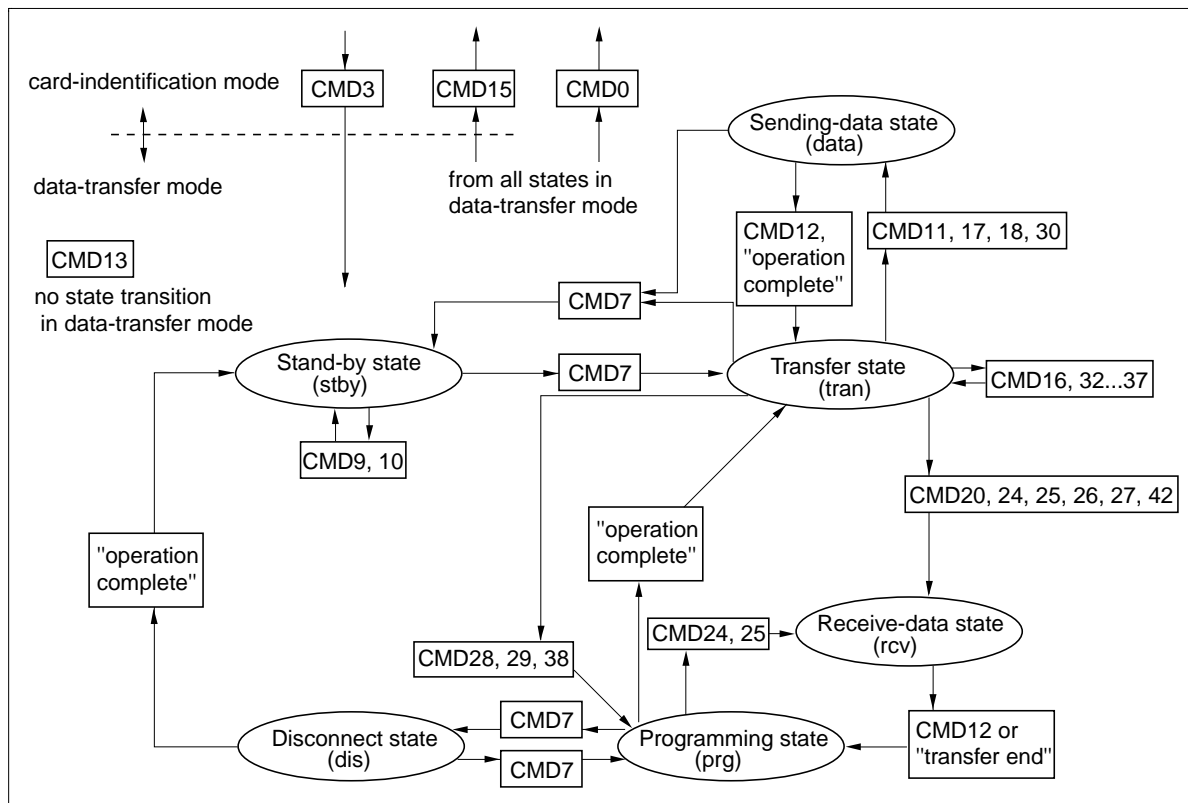 card-indentification mode
CMD3
CMD15
CMD0
data-transfer mode
from all states in
data-transfer mode
Sending-data state
(data)
CMD12,
"operation
complete"
CMD11, 17, 18, 30
CMD13
no state transition
in data-transfer mode
CMD7
Stand-by state
(stby)
CMD7
Transfer state
(tran)
CMD16, 32...37
CMD9, 10
CMD20, 24, 25, 26, 27, 42
"operation
complete"
"operation
complete"
CMD28, 29, 38
CMD24, 25
Receive-data state
(rcv)
CMD7
Disconnect state
(dis)
CMD7
Programming state
(prg)
CMD12 or
"transfer end"